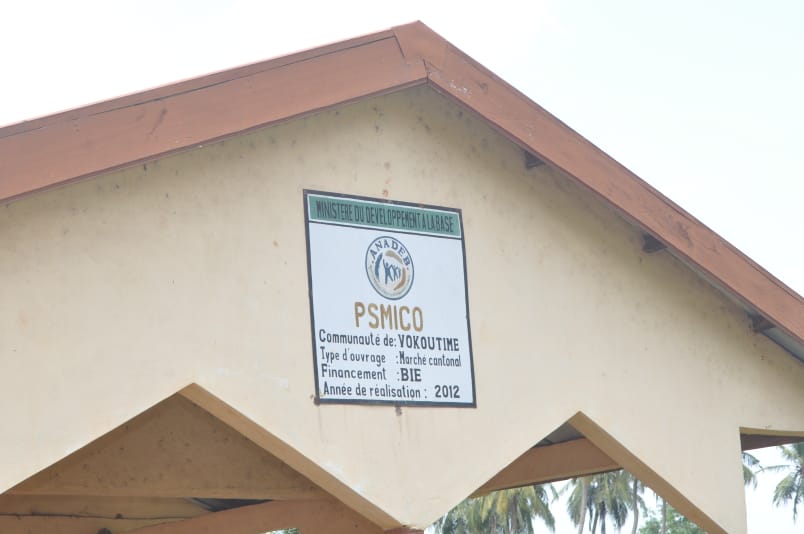 MINISTERE DU DEVELOPPEMENT A LA BASE
ANADEB
PSMICO
Communauté de: VOKOUTIME
Type d'ouvrage : Marché cantonal
Financement : BIE
Année de réalisation : 2012